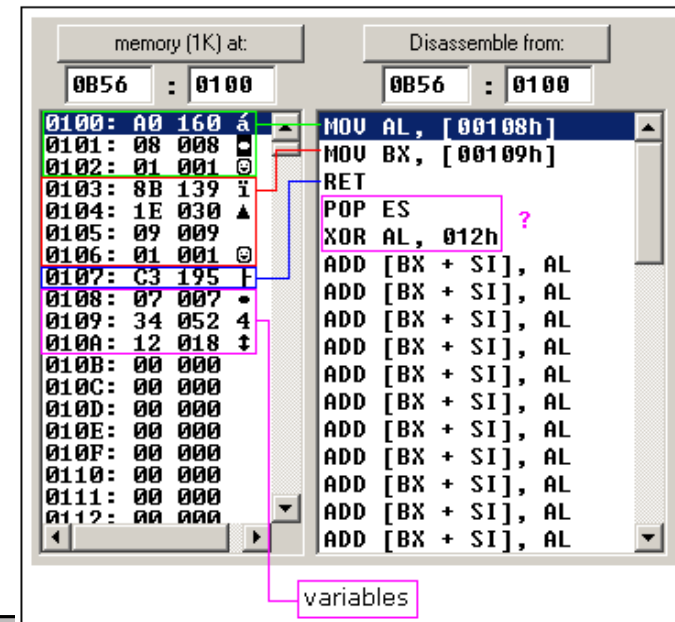 memory (1K) at:
Disassemble from:
0B56 : 0100
0B56 : 0100
0100: A0 160 á
0101: 08 008 ◘
0102: 01 001 ☺
0103: 8B 139 ï
0104: 1E 030 ▲
0105: 09 009
0106: 01 001 ☺
0107: C3 195 ├
0108: 07 007 •
0109: 34 052 4
010A: 12 018 ↕
010B: 00 000
010C: 00 000
010D: 00 000
010E: 00 000
010F: 00 000
0110: 00 000
0111: 00 000
0112: 00 000
MOV AL, [00108h]
MOV BX, [00109h]
RET
POP ES
XOR AL, 012h
?
ADD [BX + SI], AL
ADD [BX + SI], AL
ADD [BX + SI], AL
ADD [BX + SI], AL
ADD [BX + SI], AL
ADD [BX + SI], AL
ADD [BX + SI], AL
ADD [BX + SI], AL
ADD [BX + SI], AL
ADD [BX + SI], AL
ADD [BX + SI], AL
variables